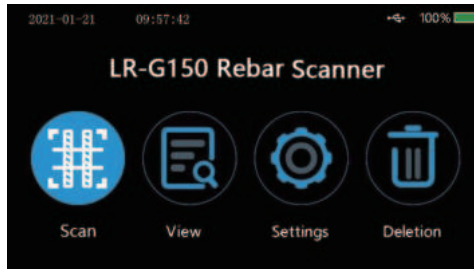 2021-01-21 09:57:42 100%
LR-G150 Rebar Scanner
Scan View Settings Deletion